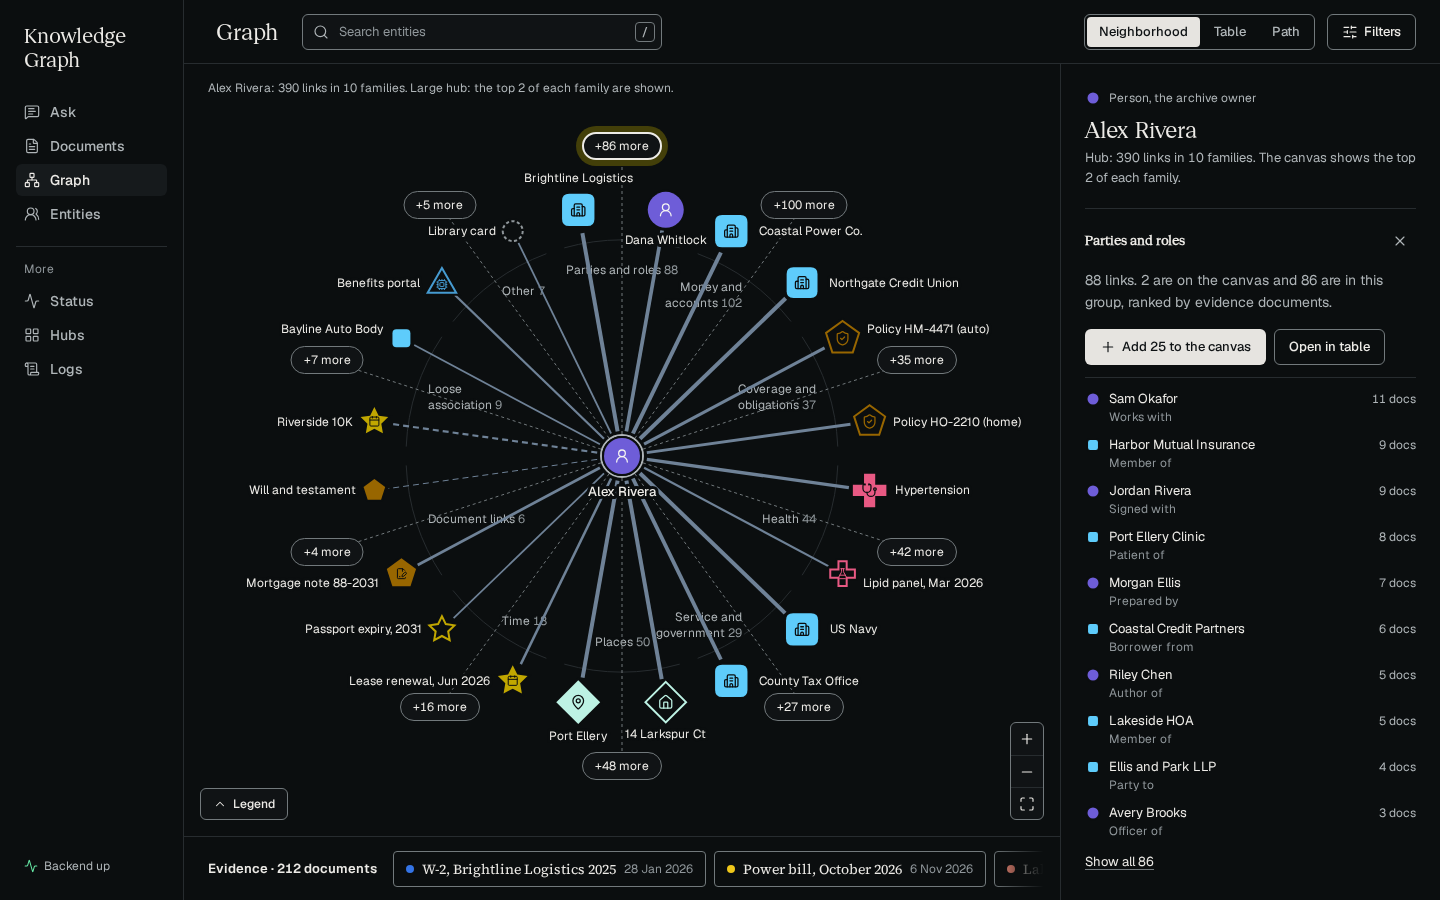 Knowledge
Graph
Ask
Documents
Graph
Entities
More
Status
Hubs
Logs
Backend up
Graph
Search entities
/
Neighborhood
Table
Path
Filters
Alex Rivera: 390 links in 10 families. Large hub: the top 2 of each family are shown.
+86 more
Brightline Logistics
+5 more
+100 more
Library card
Dana Whitlock
Coastal Power Co.
Parties and roles 88
Benefits portal
Other 7
Money and
accounts 102
Northgate Credit Union
Bayline Auto Body
Policy HM-4471 (auto)
+7 more
+35 more
Loose
association 9
Coverage and
obligations 37
Riverside 10K
Policy HO-2210 (home)
Will and testament
Alex Rivera
Hypertension
Document links 6
Health 44
+4 more
+42 more
Mortgage note 88-2031
Lipid panel, Mar 2026
Passport expiry, 2031
Time 13
Service and
government 29
US Navy
Places 50
Lease renewal, Jun 2026
County Tax Office
+16 more
+27 more
Port Ellery
14 Larkspur Ct
+48 more
Legend
Evidence · 212 documents
W-2, Brightline Logistics 2025 28 Jan 2026
Power bill, October 2026 6 Nov 2026
Person, the archive owner
Alex Rivera
Hub: 390 links in 10 families. The canvas shows the top
2 of each family.
Parties and roles
88 links. 2 are on the canvas and 86 are in this
group, ranked by evidence documents.
Add 25 to the canvas
Open in table
Sam Okafor 11 docs
Works with
Harbor Mutual Insurance 9 docs
Member of
Jordan Rivera 9 docs
Signed with
Port Ellery Clinic 8 docs
Patient of
Morgan Ellis 7 docs
Prepared by
Coastal Credit Partners 6 docs
Borrower from
Riley Chen 5 docs
Author of
Lakeside HOA 5 docs
Member of
Ellis and Park LLP 4 docs
Party to
Avery Brooks 3 docs
Officer of
Show all 86